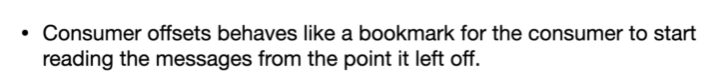 • Consumer offsets behaves like a bookmark for the consumer to start
reading the messages from the point it left off.